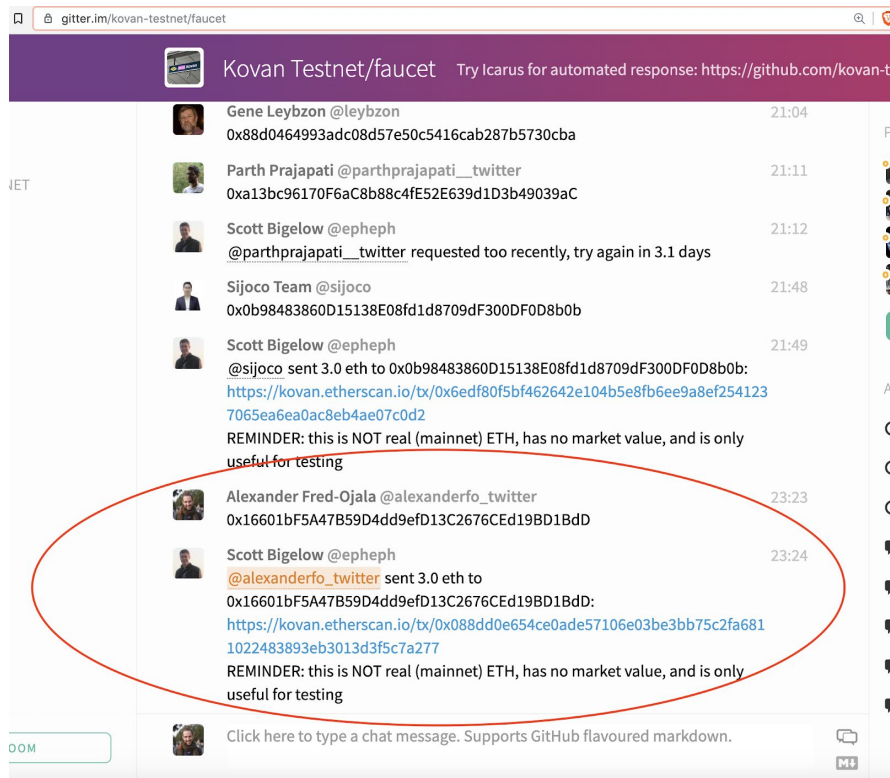 gitter.im/kovan-testnet/faucet
Kovan Testnet/faucet Try Icarus for automated response: https://github.com/kovan-t
Gene Leybzon @leybzon 21:04
0x88d0464993adc08d57e50c5416cab287b5730cba
NET
Parth Prajapati @parthprajapati__twitter 21:11
0xa13bc96170F6aC8b88c4fE52E639d1D3b49039aC
Scott Bigelow @epheph 21:12
@parthprajapati__twitter requested too recently, try again in 3.1 days
Sijoco Team @sijoco 21:48
0x0b98483860D15138E08fd1d8709dF300DF0D8b0b
Scott Bigelow @epheph 21:49
@sijoco sent 3.0 eth to 0x0b98483860D15138E08fd1d8709dF300DF0D8b0b:
https://kovan.etherscan.io/tx/0x6edf80f5bf462642e104b5e8fb6ee9a8ef254123
7065ea6ea0ac8eb4ae07c0d2
REMINDER: this is NOT real (mainnet) ETH, has no market value, and is only
useful for testing
Alexander Fred-Ojala @alexanderfo_twitter 23:23
0x16601bF5A47B59D4dd9efD13C2676CEd19BD1BdD
Scott Bigelow @epheph 23:24
@alexanderfo_twitter sent 3.0 eth to
0x16601bF5A47B59D4dd9efD13C2676CEd19BD1BdD:
https://kovan.etherscan.io/tx/0x088dd0e654ce0ade57106e03be3bb75c2fa681
1022483893eb3013d3f5c7a277
REMINDER: this is NOT real (mainnet) ETH, has no market value, and is only
useful for testing
Click here to type a chat message. Supports GitHub flavoured markdown.
OOM
M